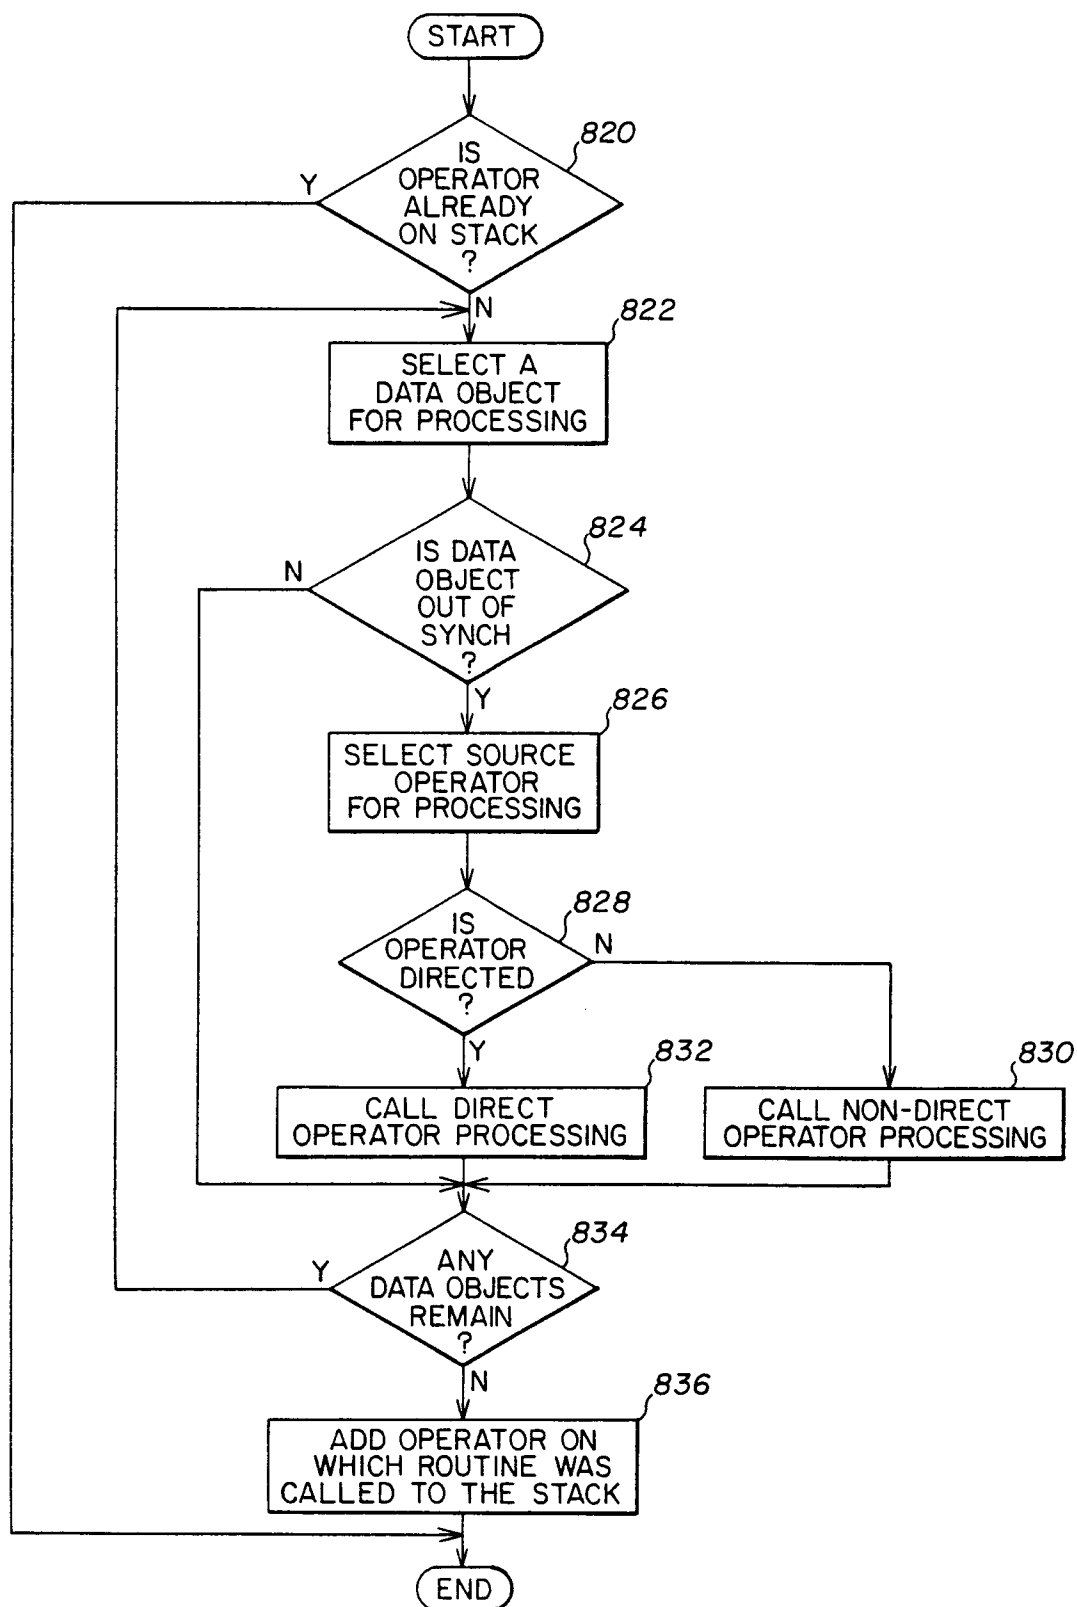 START
820
IS
OPERATOR
ALREADY
ON STACK
?
Y
N
822
SELECT A
DATA OBJECT
FOR PROCESSING
824
IS DATA
OBJECT
OUT OF
SYNCH
?
N
Y
826
SELECT SOURCE
OPERATOR
FOR PROCESSING
828
IS
OPERATOR
DIRECTED
?
N
Y
832
CALL DIRECT
OPERATOR PROCESSING
830
CALL NON-DIRECT
OPERATOR PROCESSING
834
ANY
DATA OBJECTS
REMAIN
?
Y
N
836
ADD OPERATOR ON
WHICH ROUTINE WAS
CALLED TO THE STACK
END